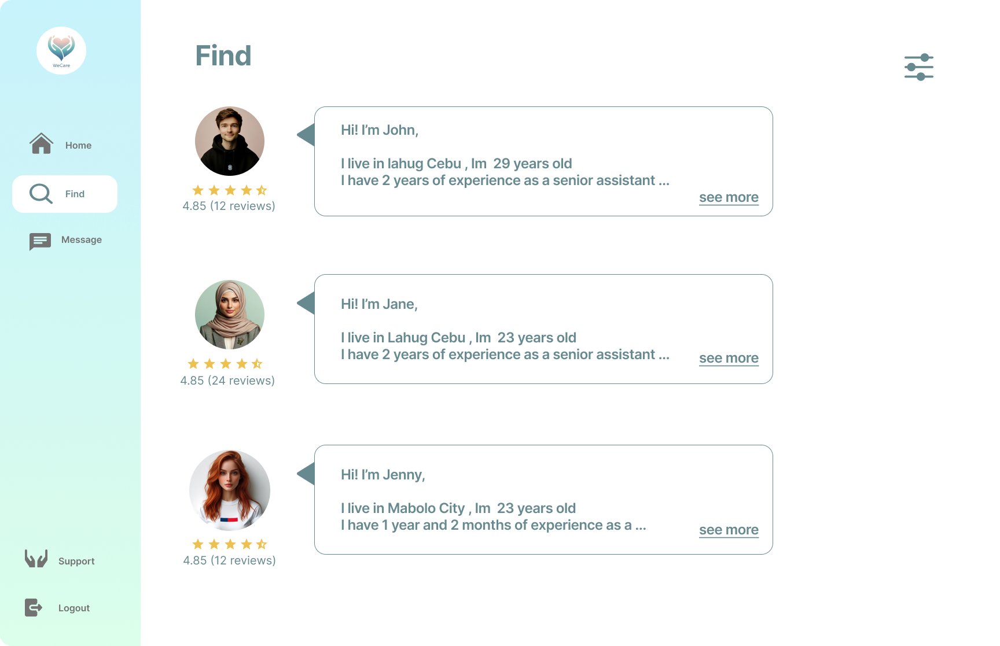 WeCare
Home
Find
Message
Support
Logout
Find
4.85 (12 reviews)
Hi! I’m John,
I live in lahug Cebu , Im  29 years old
I have 2 years of experience as a senior assistant ...
see more
4.85 (24 reviews)
Hi! I’m Jane,
I live in Lahug Cebu , Im  23 years old
I have 2 years of experience as a senior assistant ...
see more
4.85 (12 reviews)
Hi! I’m Jenny,
I live in Mabolo City , Im  23 years old
I have 1 year and 2 months of experience as a ...
see more